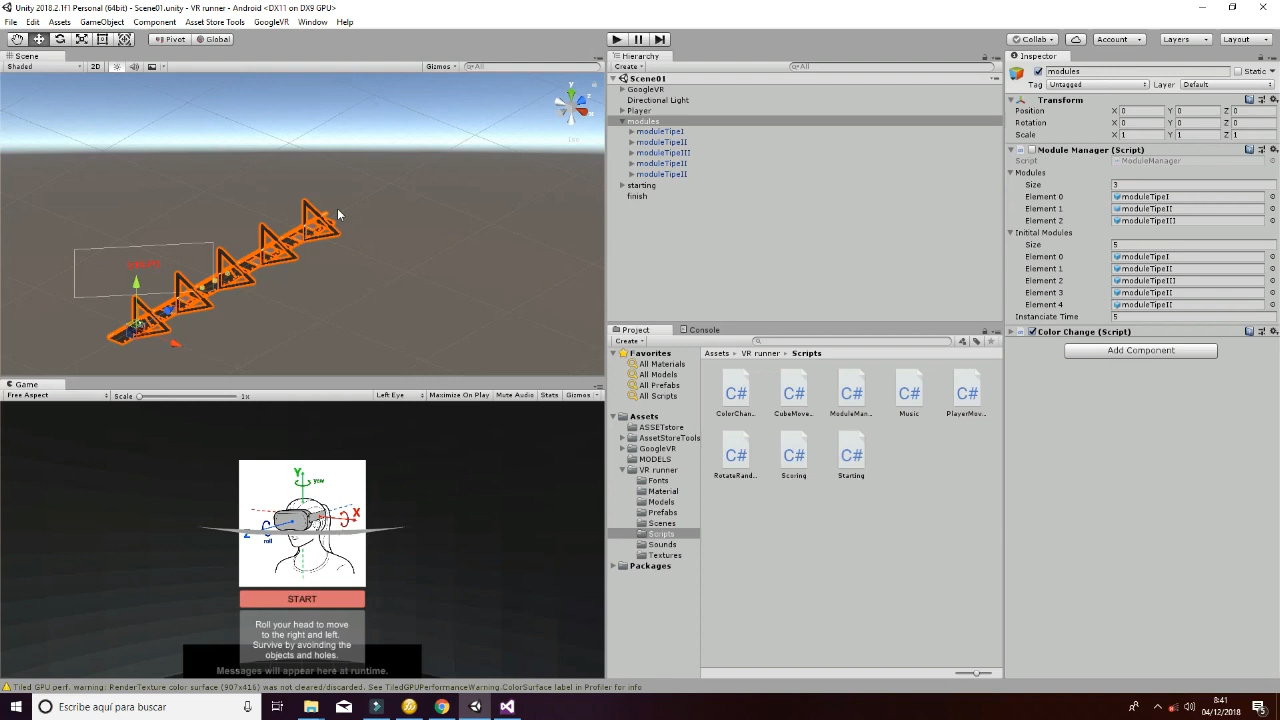 Unity 2018.2.1f1 Personal (64bit) - Scene01.unity - VR runner - Android <DX11 on DX9 GPU>
File Edit Assets GameObject Component Asset Store Tools GoogleVR Window Help
Pivot Global
Collab Account Layers Layout
Scene
Shaded 2D Gizmos All
y z x
START
Game
Free Aspect Scale 1x Left Eye Maximize On Play Mute Audio Stats Gizmos
Y
yaw
X
Z
roll
START
Roll your head to move
to the right and left.
Survive by avoinding the
objects and holes.
Messages will appear here at runtime.
Hierarchy
Create All
Scene01
GoogleVR
Directional Light
Player
modules
moduleTipeI
moduleTipeII
moduleTipeIII
moduleTipeII
moduleTipeII
starting
finish
Project Console
Create
Favorites
All Materials
All Models
All Prefabs
All Scripts
Assets
ASSETstore
AssetStoreTools
GoogleVR
MODELS
VR runner
Fonts
Material
Models
Prefabs
Scenes
Scripts
Sounds
Textures
Packages
Assets VR runner Scripts
C# C# C# C# C#
ColorChan... CubeMove... ModuleMan... Music PlayerMov...
C# C# C#
RotateRand... Scoring Starting
Inspector
modules Static
Tag Untagged Layer Default
Transform
Position X 0 Y 0 Z 0
Rotation X 0 Y 0 Z 0
Scale X 1 Y 1 Z 1
Module Manager (Script)
Script ModuleManager
Modules
Size 3
Element 0 moduleTipeI
Element 1 moduleTipeII
Element 2 moduleTipeIII
Initital Modules
Size 5
Element 0 moduleTipeI
Element 1 moduleTipeII
Element 2 moduleTipeIII
Element 3 moduleTipeII
Element 4 moduleTipeII
Instanciate Time 5
Color Change (Script)
Add Component
Tiled GPU perf. warning: RenderTexture color surface (907x416) was not cleared/discarded. See TiledGPUPerformanceWarning.ColorSurface label in Profiler for info
Escribe aquí para buscar
8:41
04/12/2018